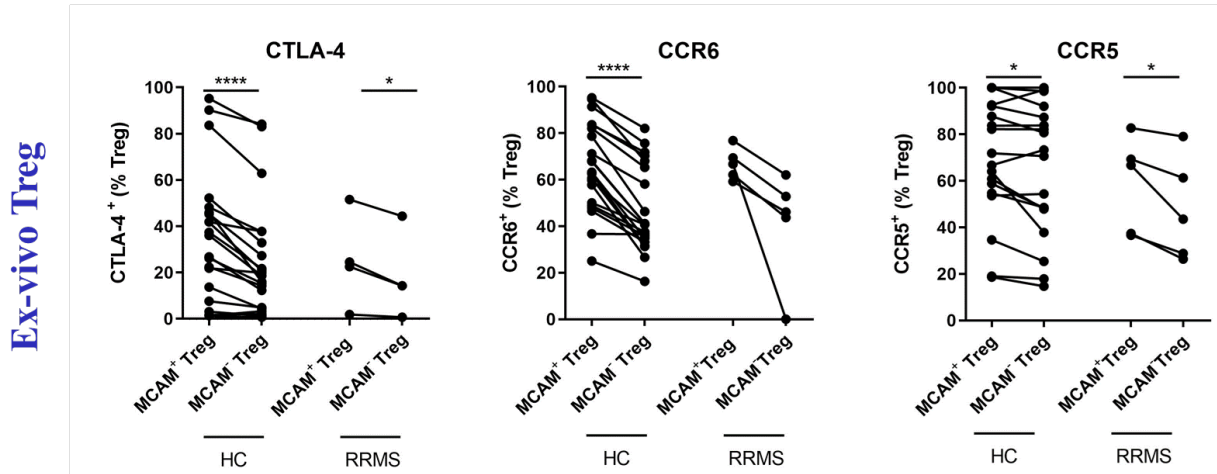 Ex-vivo Treg
CTLA-4
****
*
CTLA-4⁺ (% Treg)
100
80
60
40
20
0
MCAM⁺ Treg
MCAM⁻ Treg
MCAM⁺ Treg
MCAM⁻ Treg
HC
RRMS
CCR6
****
CCR6⁺ (% Treg)
100
80
60
40
20
0
MCAM⁺ Treg
MCAM⁻ Treg
MCAM⁺ Treg
MCAM⁻ Treg
HC
RRMS
CCR5
*
*
CCR5⁺ (% Treg)
100
80
60
40
20
0
MCAM⁺ Treg
MCAM⁻ Treg
MCAM⁺ Treg
MCAM⁻ Treg
HC
RRMS